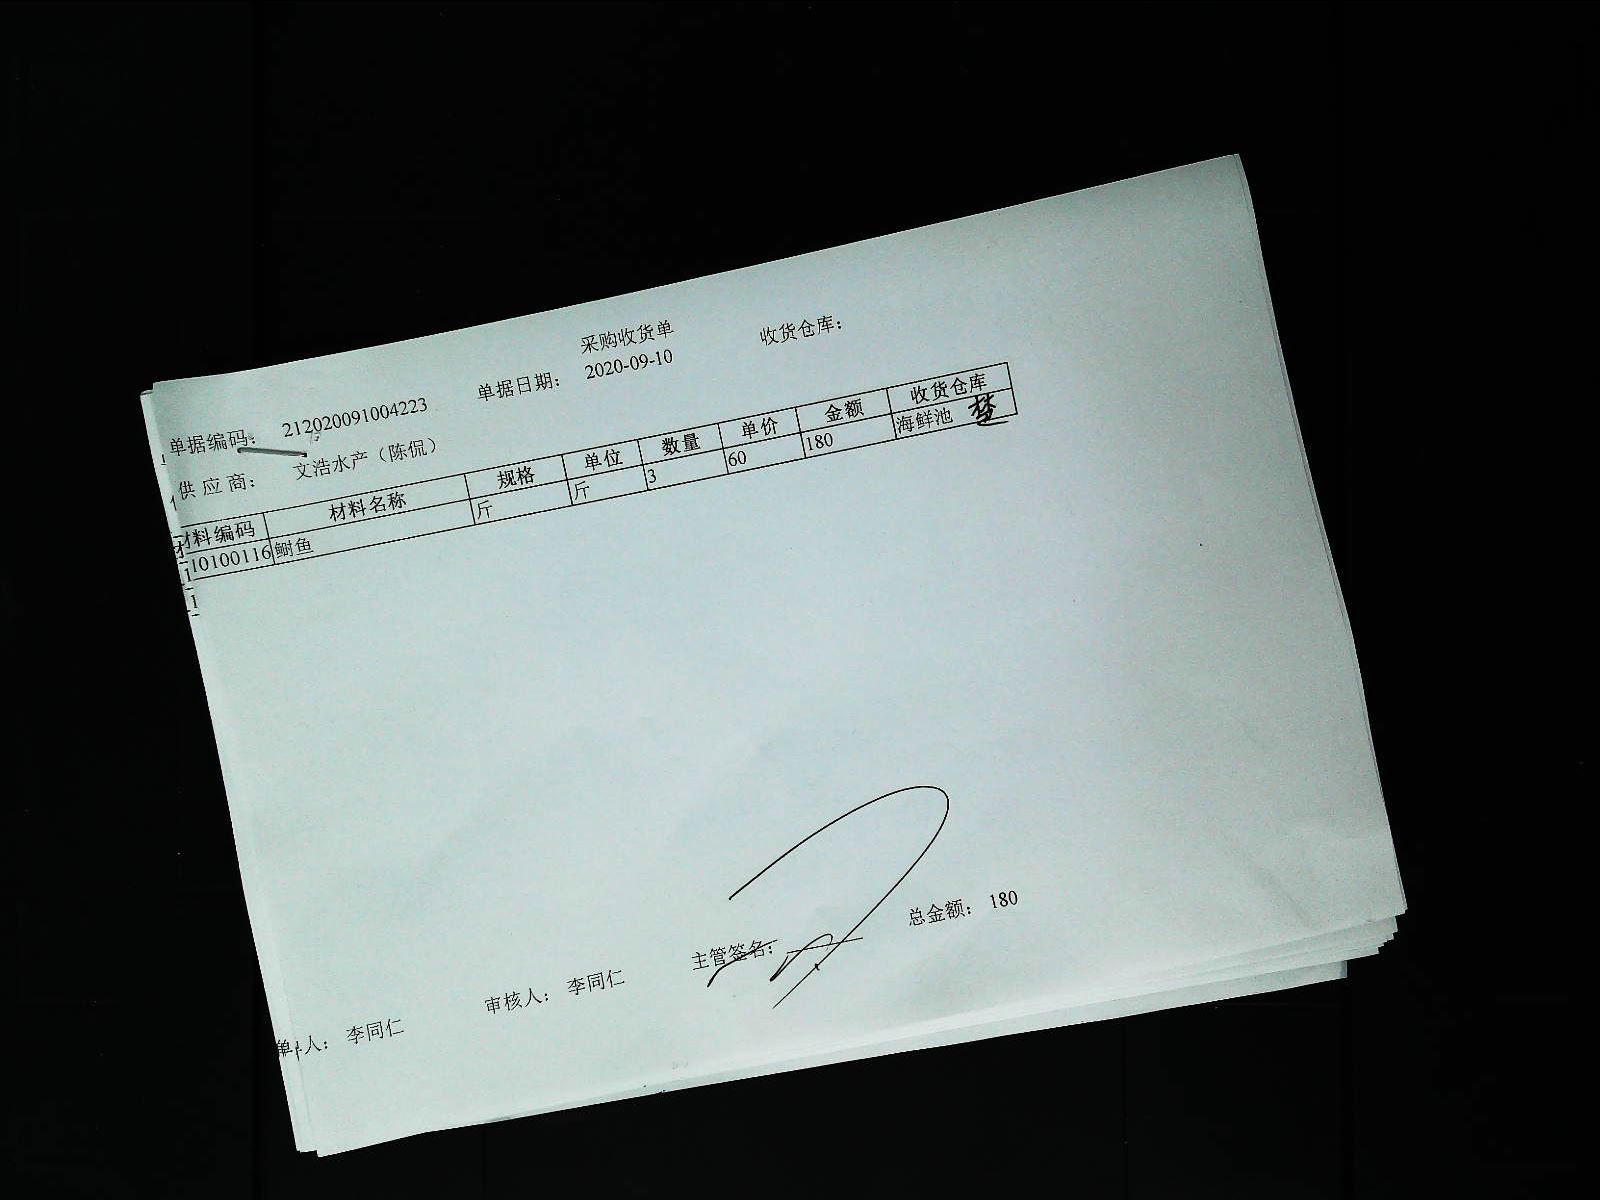 采购收货单
单据编码： 212020091004223 单据日期： 2020-09-10 收货仓库：
供 应 商： 文浩水产（陈侃）
材料编码 材料名称 规格 单位 数量 单价 金额 收货仓库
10100116 鲥鱼 斤 斤 3 60 180 海鲜池
单人： 李同仁 审核人： 李同仁 主管签名： 总金额： 180